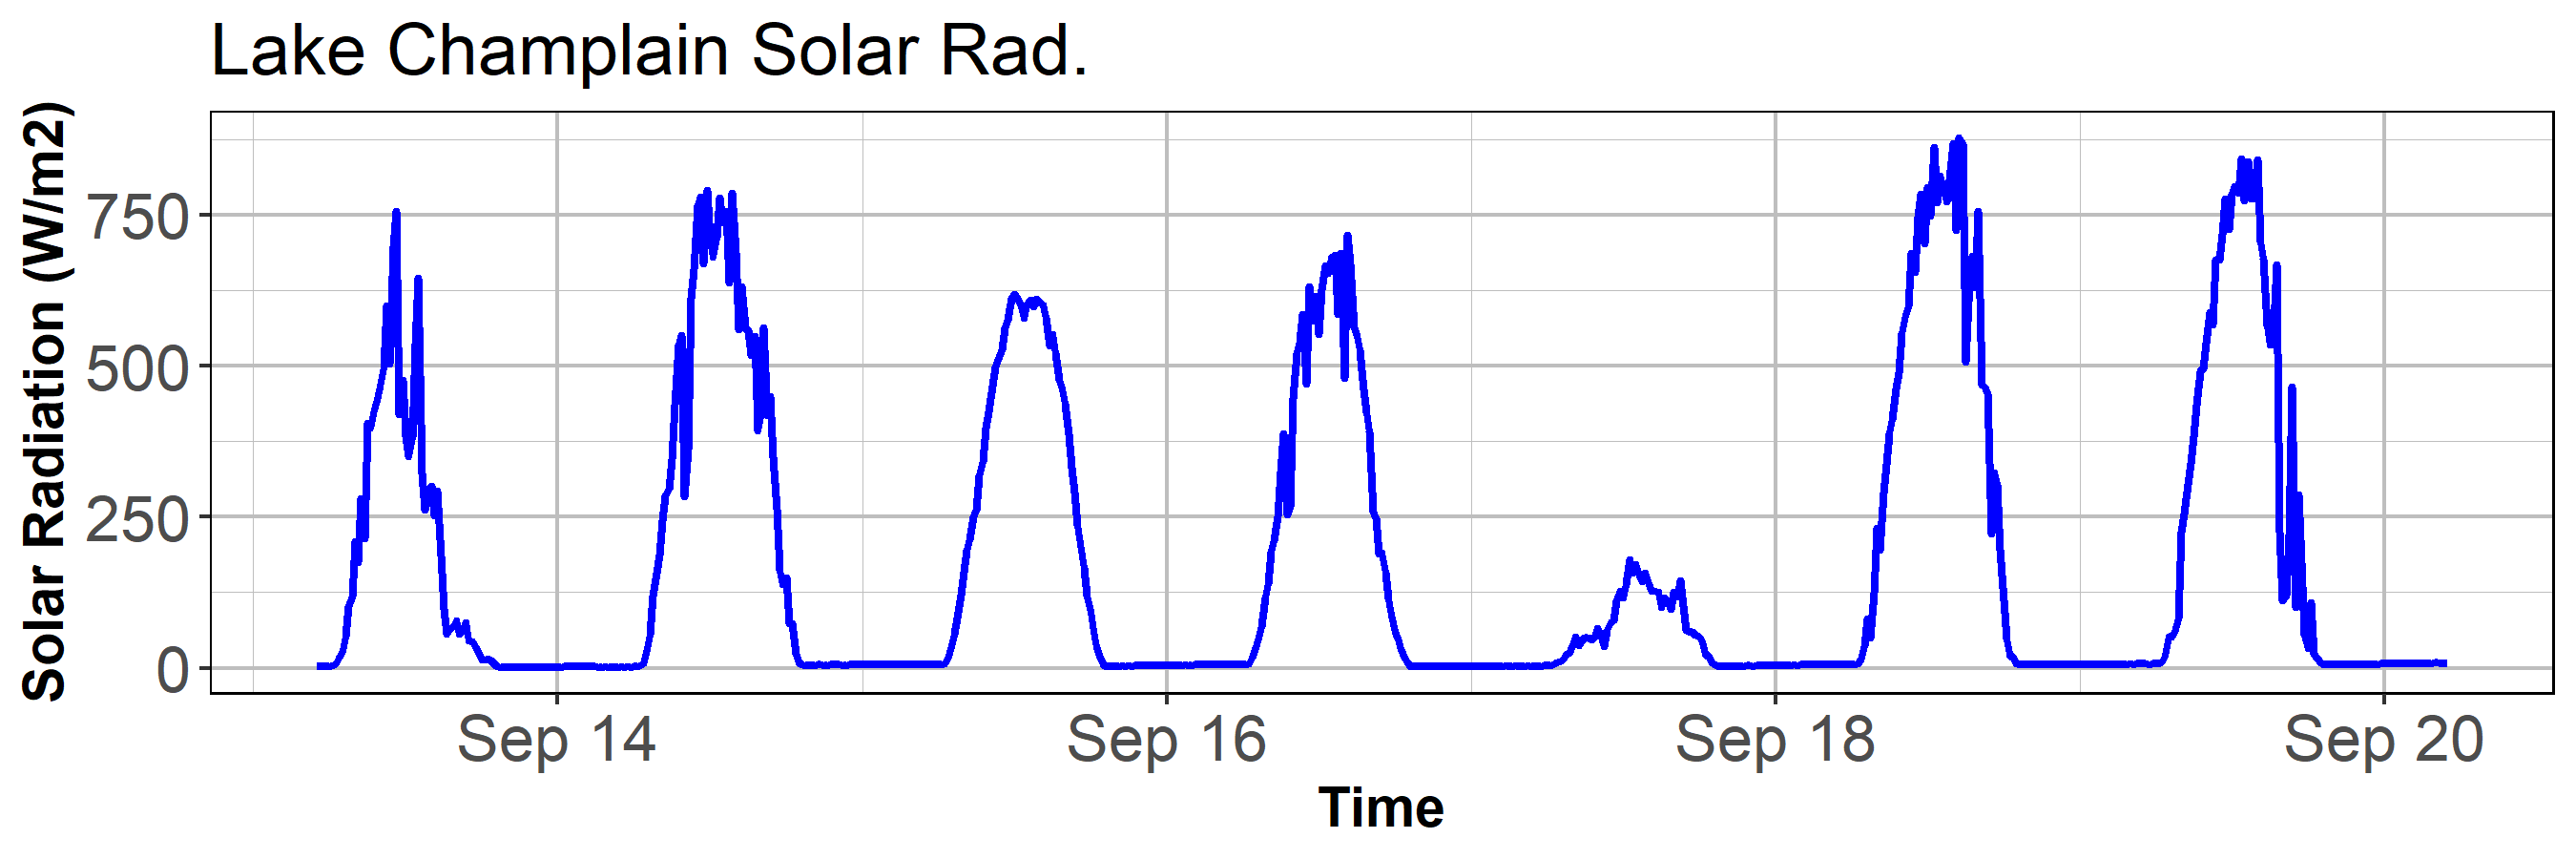 Lake Champlain Solar Rad.
Solar Radiation (W/m2)
750
500
250
0
Sep 14
Sep 16
Sep 18
Sep 20
Time